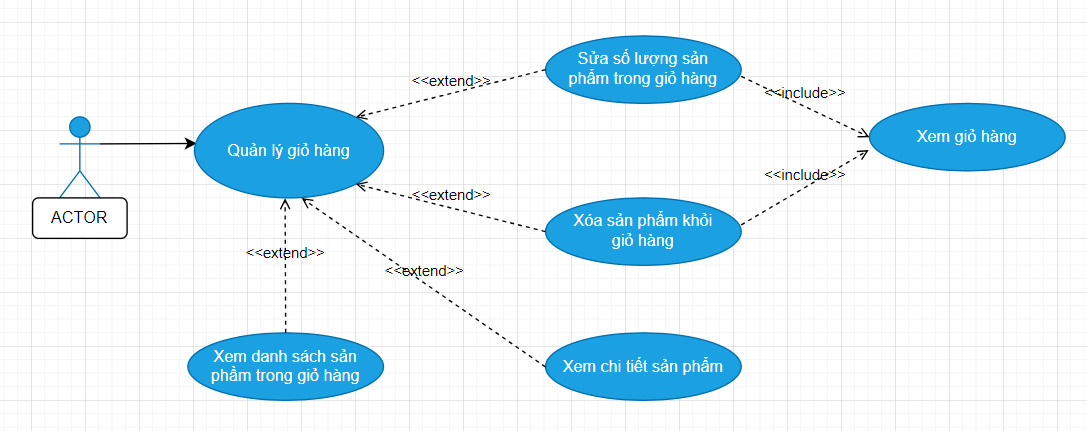 Sửa số lượng sản
phẩm trong giỏ hàng
<<extend>>
<<include>>
Quản lý giỏ hàng
Xem giỏ hàng
<<include>>
ACTOR
<<extend>>
Xóa sản phẩm khỏi
giỏ hàng
<<extend>>
<<extend>>
Xem danh sách sản
phẩm trong giỏ hàng
Xem chi tiết sản phẩm